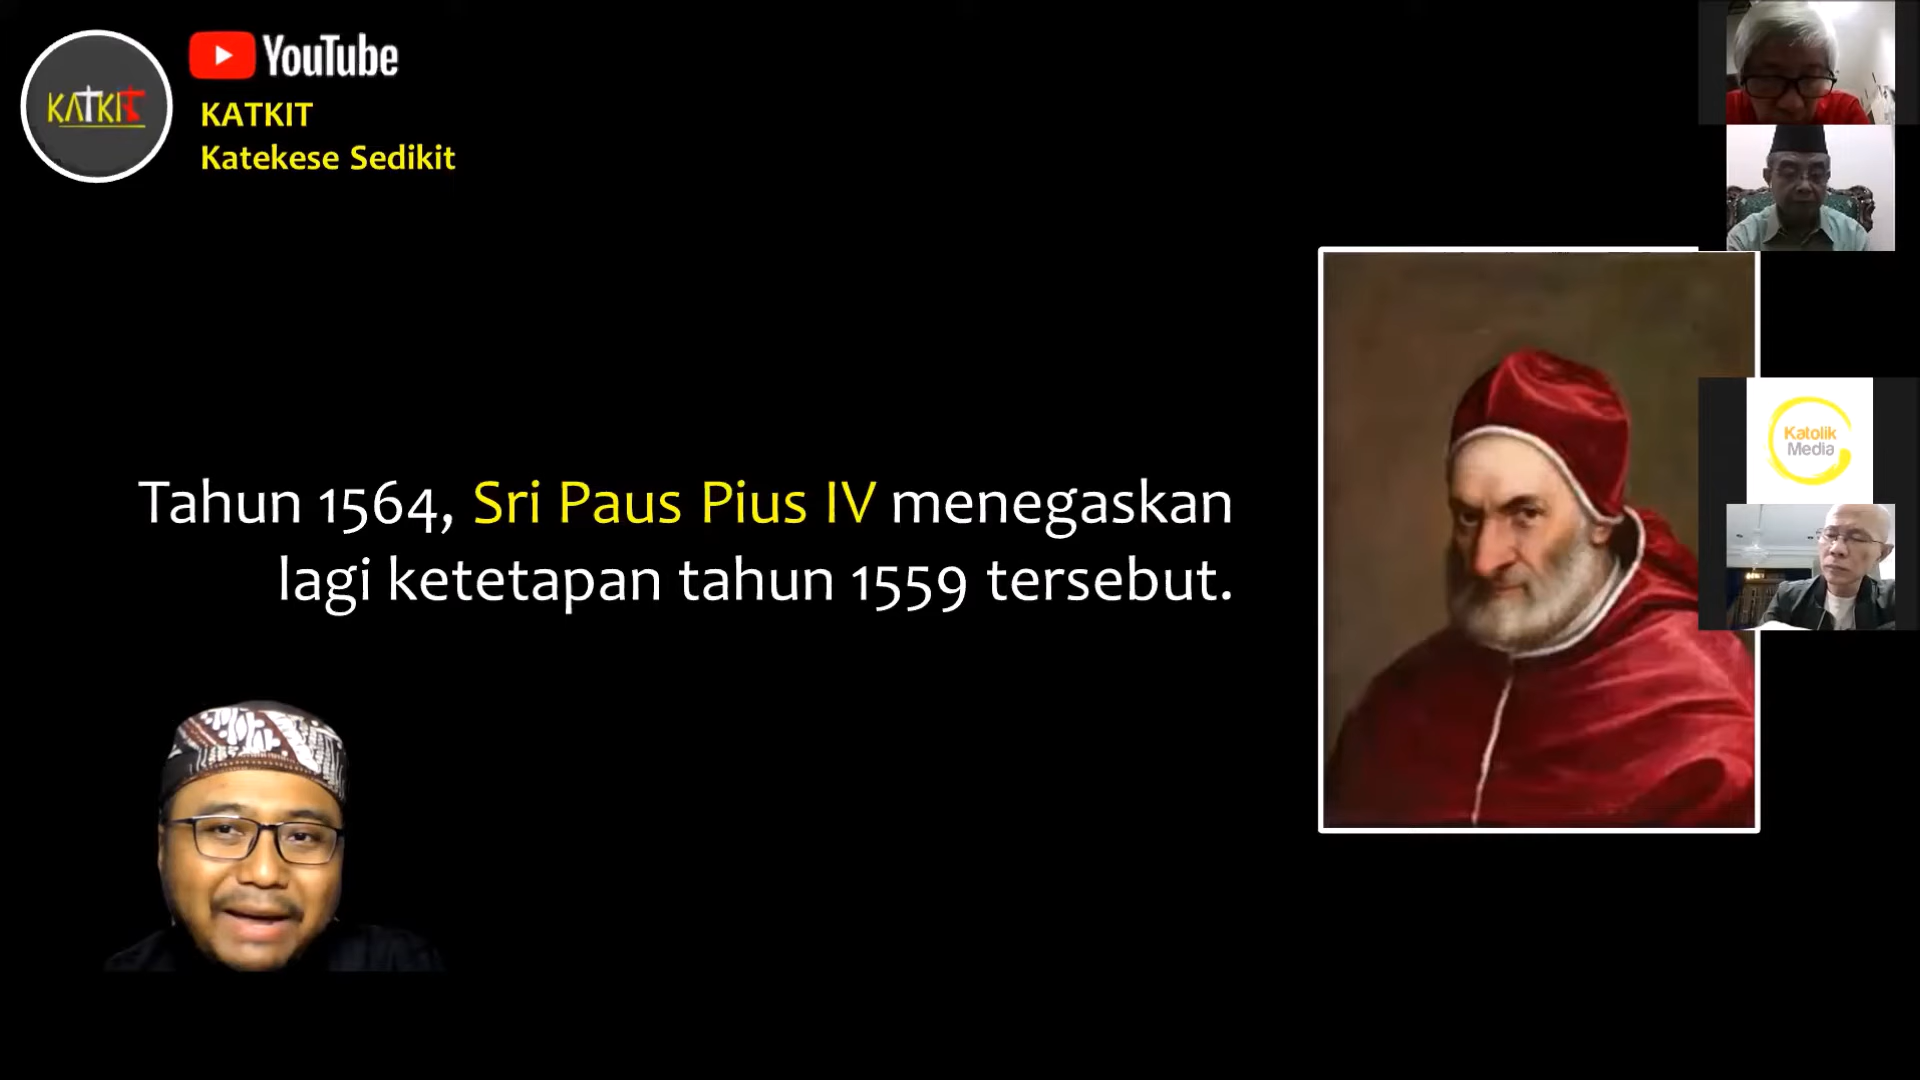 KATKIT
YouTube
KATKIT
Katekese Sedikit
Katolik
Media
Tahun 1564, Sri Paus Pius IV menegaskan
lagi ketetapan tahun 1559 tersebut.